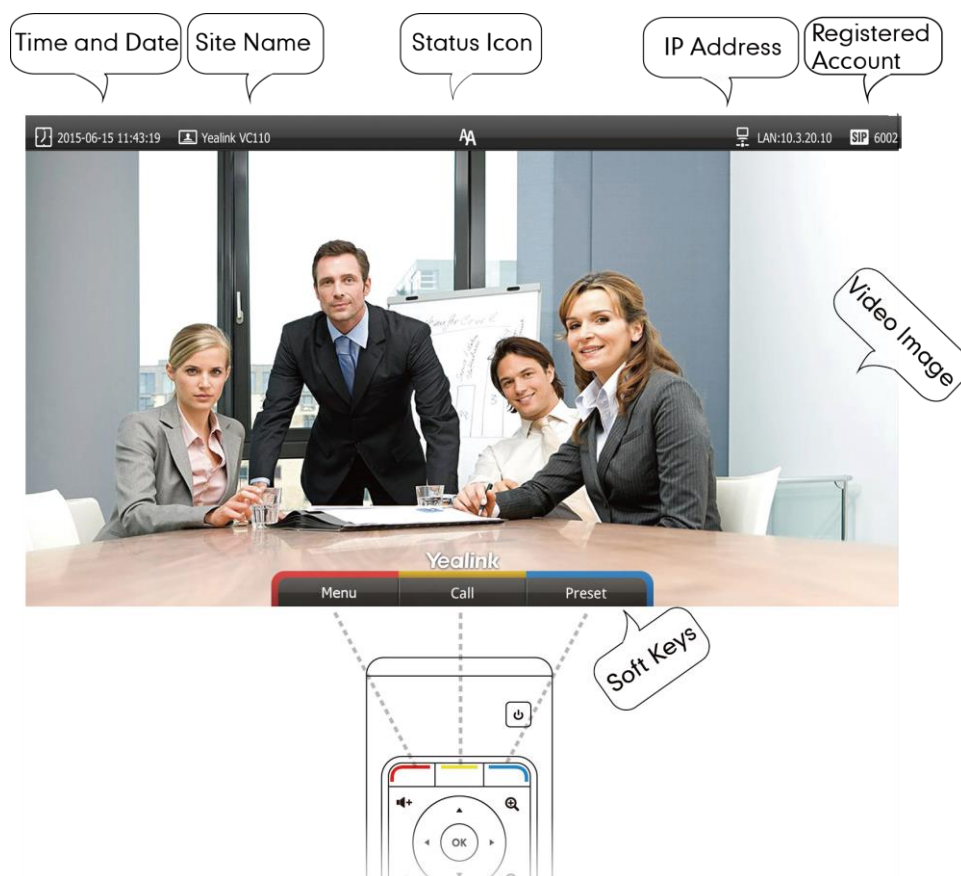 Time and Date
Site Name
Status Icon
IP Address
Registered
Account
2015-06-15 11:43:19
Yealink VC110
AA
LAN:10.3.20.10
SIP 6002
Video Image
Yealink
Menu
Call
Preset
Soft Keys
OK